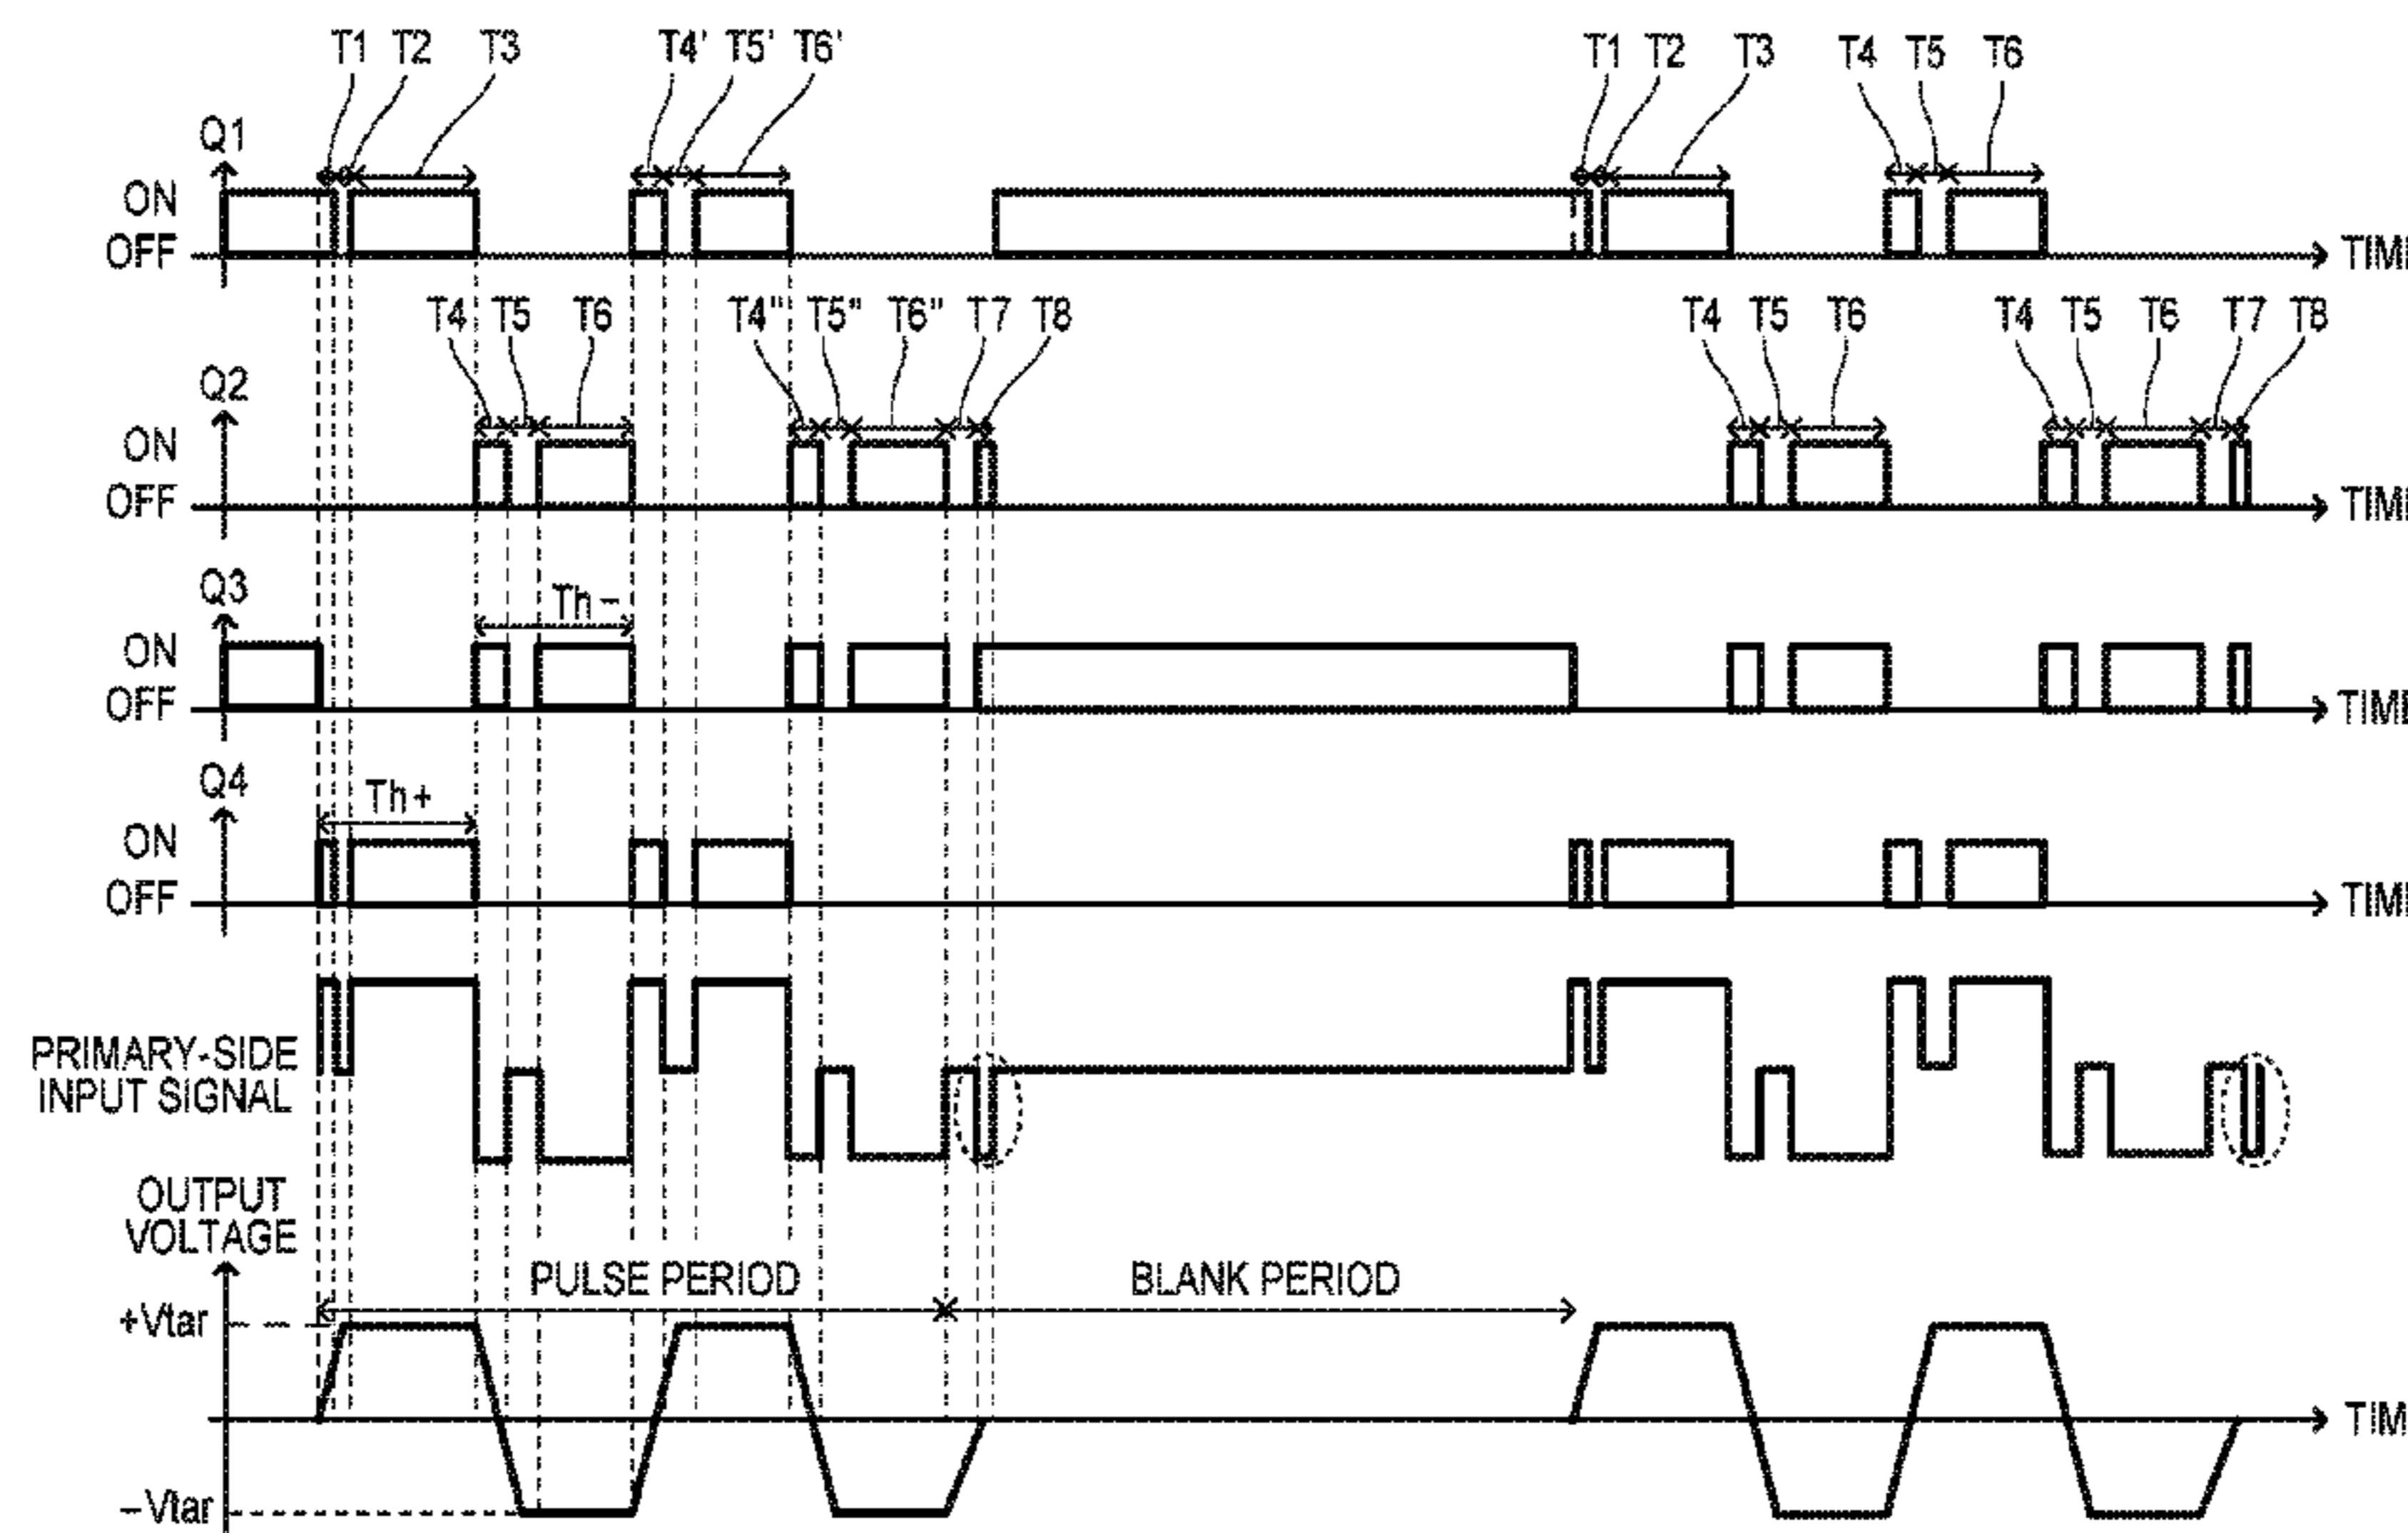 T1 T2 T3 T4' T5' T6' T1 T2 T3 T4 T5 T6
Q1
ON
OFF
TIM
T4 T5 T6 T4" T5" T6" T7 T8 T4 T5 T6 T4 T5 T6 T7 T8
Q2
ON
OFF
TIM
Q3
Th-
ON
OFF
TIME
Q4
Th+
ON
OFF
TIM
PRIMARY-SIDE
INPUT SIGNAL
OUTPUT
VOLTAGE
PULSE PERIOD BLANK PERIOD
+Vtar
TIM
-Vtar